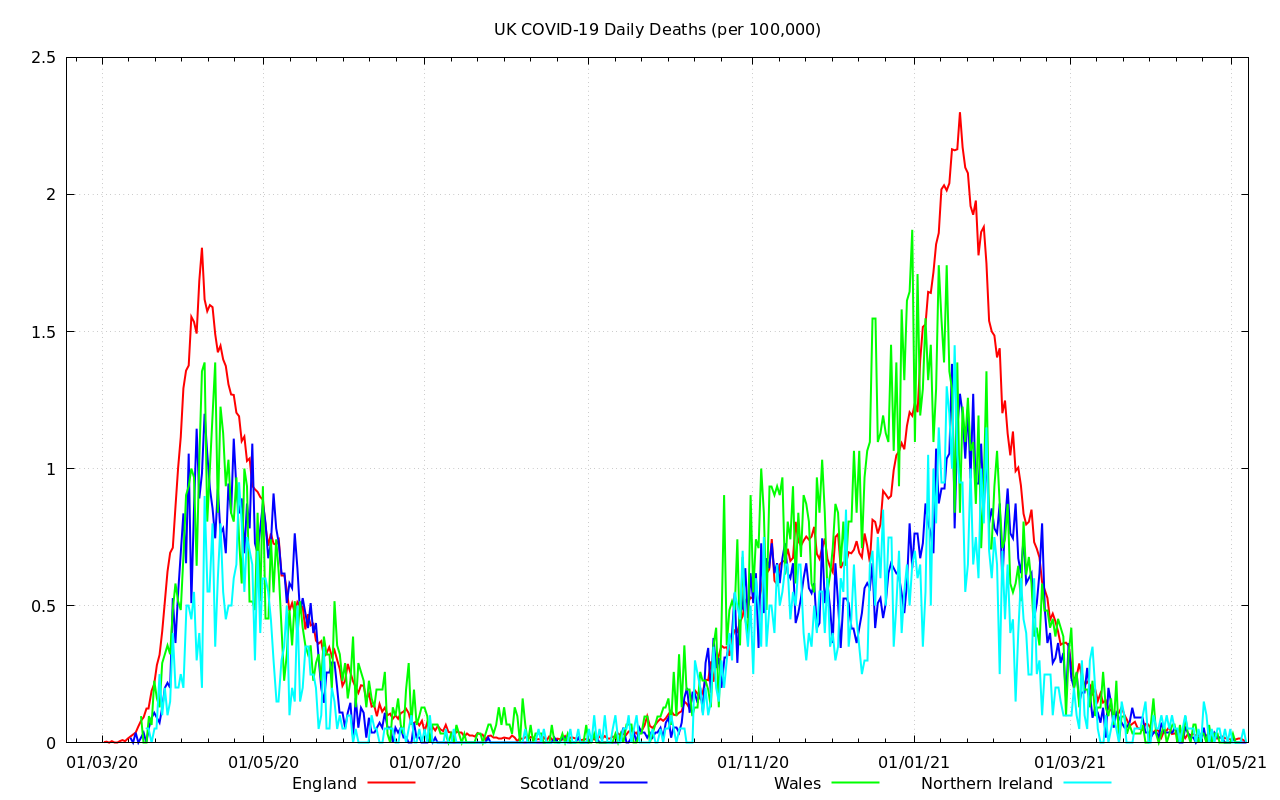 UK COVID-19 Daily Deaths (per 100,000)
2.5
2
1.5
1
0.5
0
01/03/20 01/05/20 01/07/20 01/09/20 01/11/20 01/01/21 01/03/21 01/05/21
England Scotland Wales Northern Ireland